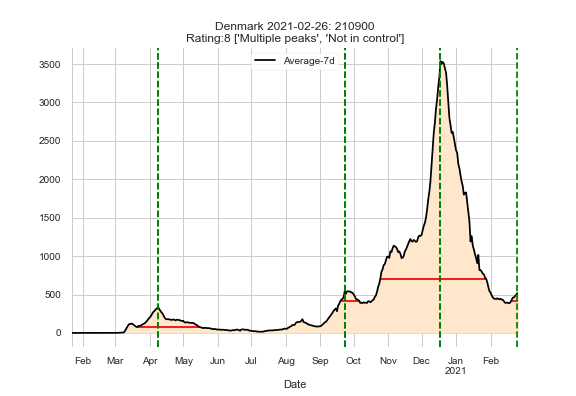 Denmark 2021-02-26: 210900
Rating:8 ['Multiple peaks', 'Not in control']
Average-7d
3500
3000
2500
2000
1500
1000
500
0
Feb Mar Apr May Jun Jul Aug Sep Oct Nov Dec Jan Feb
2021
Date